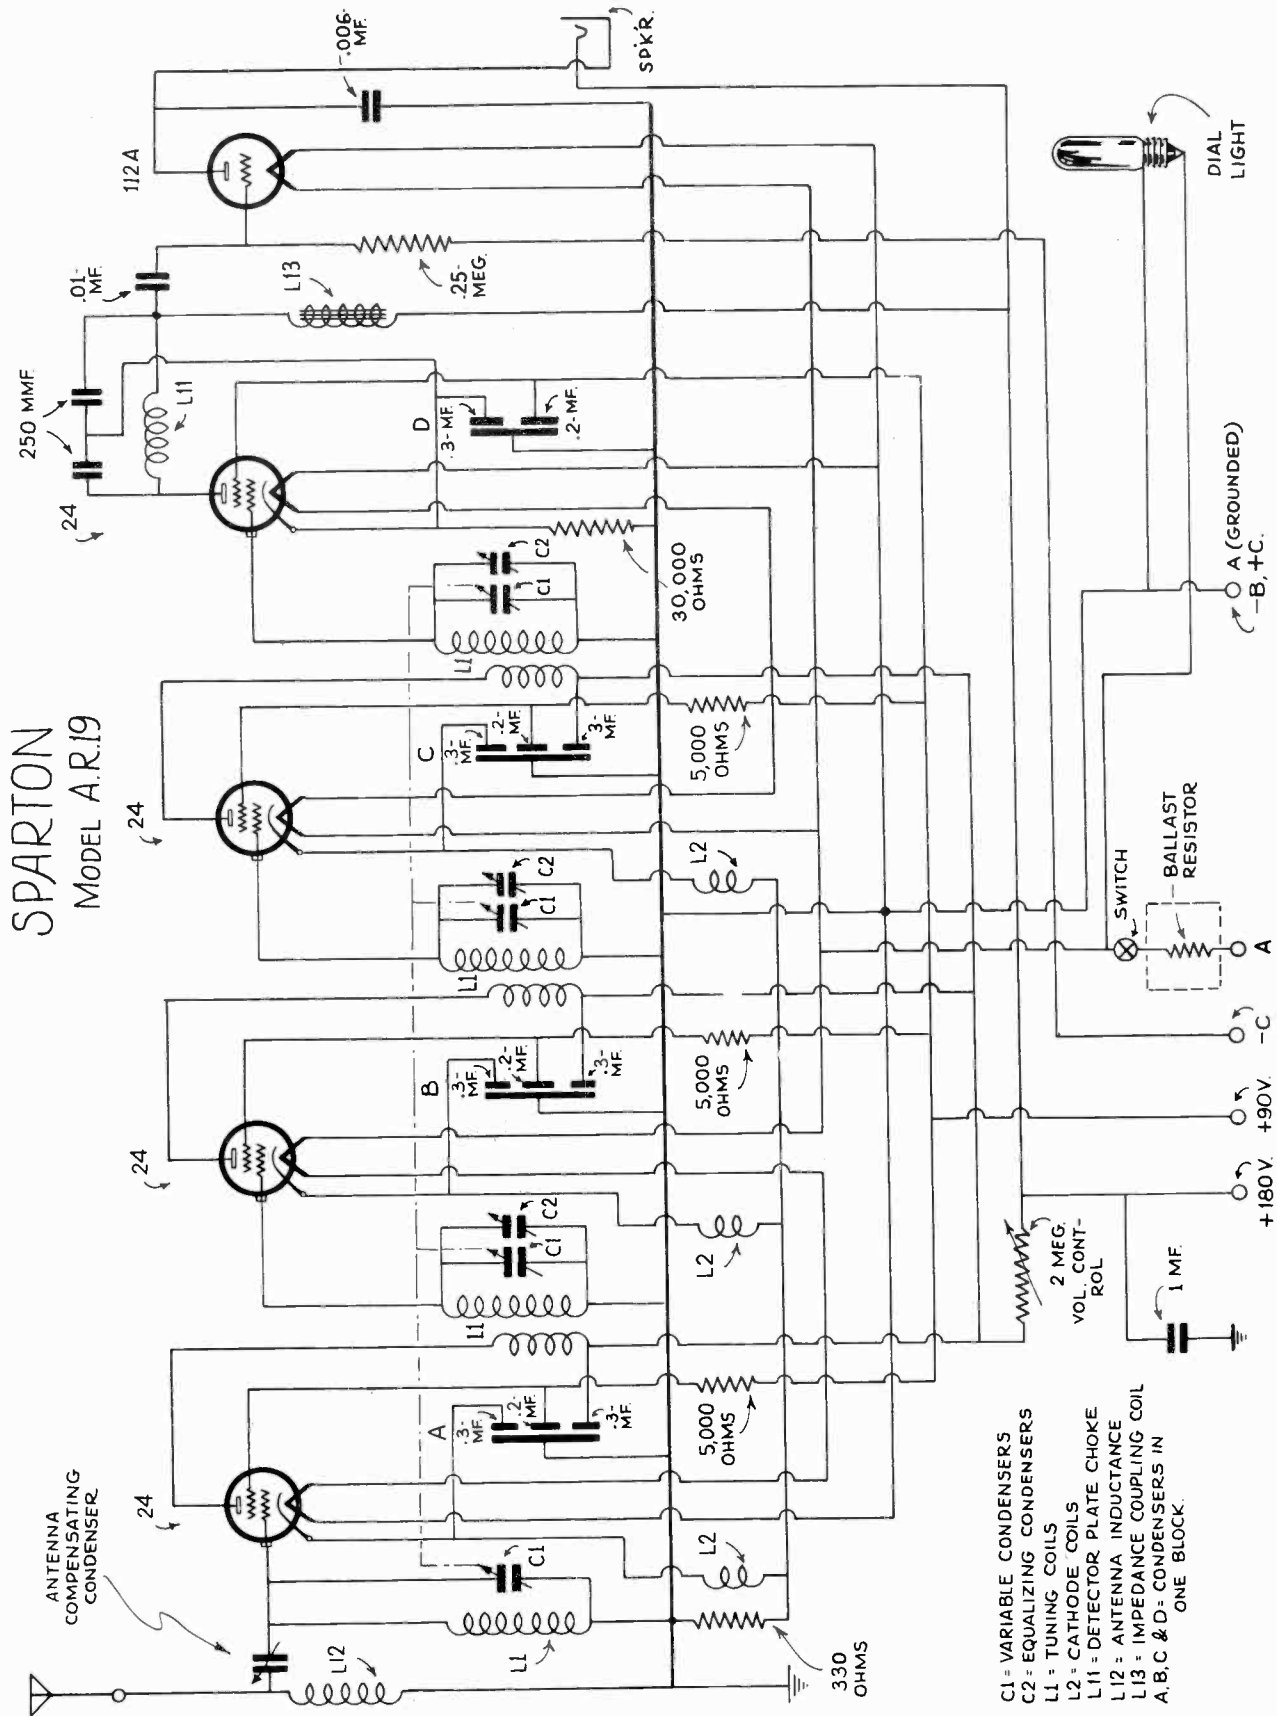 SPARTON
MODEL A.R.19
ANTENNA
COMPENSATING
CONDENSER
24
24
24
24
250 MMF.
.01-
MF.
112A
.006-
MF.
SP'K'R.
L12
L1
C1
A
.3-
MF.
.2-
MF.
.3-
MF.
L1
C1
C2
B
.3-
MF.
.2-
MF.
.3-
MF.
L1
C1
C2
C
.3-
MF.
.2-
MF.
.3-
MF.
L1
C1
C2
D
.3-MF.
.2-MF.
L11
L13
.25-
MEG.
330
OHMS
L2
5,000
OHMS
L2
5,000
OHMS
L2
5,000
OHMS
30,000
OHMS
2 MEG.
VOL. CONT-
ROL
1 MF.
SWITCH
BALLAST
RESISTOR
DIAL
LIGHT
+180V.
+90V.
-C
A
A (GROUNDED)
-B, +C.
C1 = VARIABLE CONDENSERS
C2 = EQUALIZING CONDENSERS
L1 = TUNING COILS
L2 = CATHODE COILS
L11 = DETECTOR PLATE CHOKE
L12 = ANTENNA INDUCTANCE
L13 = IMPEDANCE COUPLING COIL
A, B, C & D = CONDENSERS IN
ONE BLOCK.